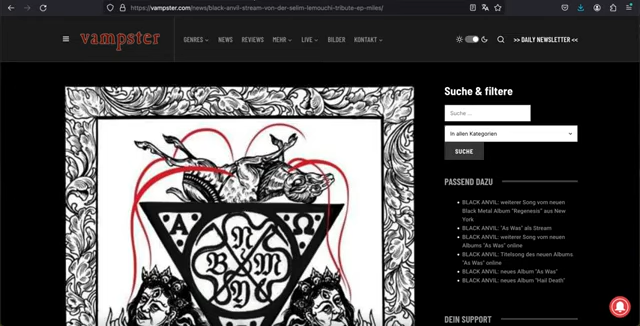 https://vampster.com/news/black-anvil-stream-von-der-selim-lemouchi-tribute-ep-miles/
vampster
GENRES NEWS REVIEWS MEHR LIVE BILDER KONTAKT >> DAILY NEWSLETTER <<
Suche & filtere
Suche ...
In allen Kategorien
SUCHE
PASSEND DAZU
BLACK ANVIL: weiterer Song vom neuen
Black Metal Album "Regenesis" aus New
York
BLACK ANVIL: "As Was" als Stream
BLACK ANVIL: weiterer Song vom neuen
Albums "As Was" online
BLACK ANVIL: Titelsong des neuen Albums
"As Was" online
BLACK ANVIL: neues Album "As Was"
BLACK ANVIL: neues Album "Hail Death"
DEIN SUPPORT
A Ω
N
B M